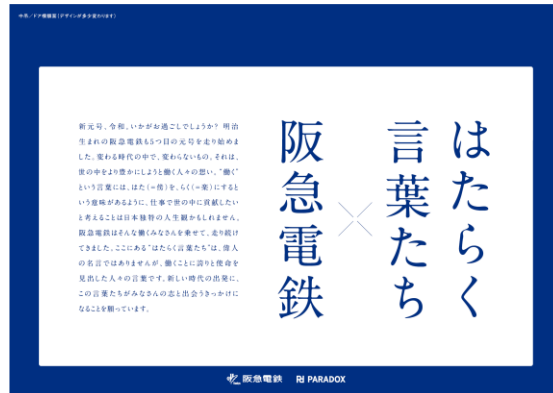 中吊／ドア横額面（デザインが多少変わります）
はたらく
言葉たち
×
阪急電鉄
新元号、令和、いかがお過ごしでしょうか？ 明治
生まれの阪急電鉄も5つ目の元号を走り始めま
した。変わる時代の中で、変わらないもの。それは、
世の中をより豊かにしようと働く人々の想い。“働く”
という言葉には、はた（＝傍）を、らく（＝楽）にすると
いう意味があるように、仕事で世の中に貢献したい
と考えることは日本独特の人生観かもしれません。
阪急電鉄はそんな働くみなさんを乗せて、走り続け
てきました。ここにある“はたらく言葉たち”は、偉人
の名言ではありませんが、働くことに誇りと使命を
見出した人々の言葉です。新しい時代の出発に、
この言葉たちがみなさんの志と出会うきっかけに
なることを願っています。
阪急電鉄 PARADOX